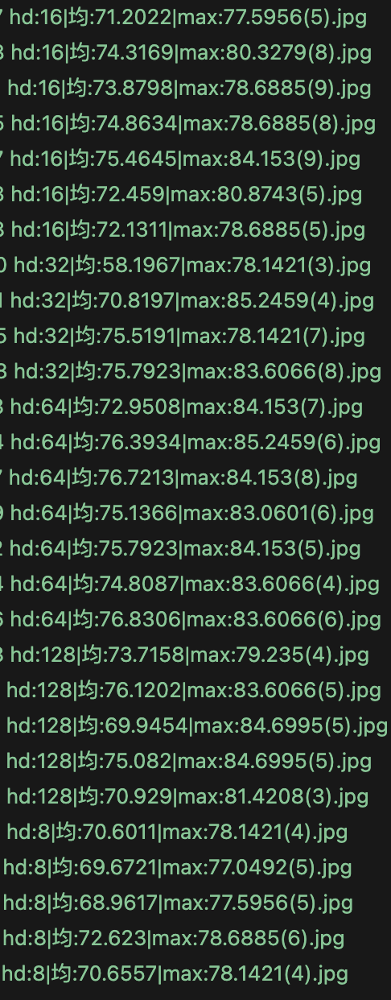 7 hd:16|均:71.2022|max:77.5956(5).jpg
3 hd:16|均:74.3169|max:80.3279(8).jpg
hd:16|均:73.8798|max:78.6885(9).jpg
5 hd:16|均:74.8634|max:78.6885(8).jpg
7 hd:16|均:75.4645|max:84.153(9).jpg
3 hd:16|均:72.459|max:80.8743(5).jpg
3 hd:16|均:72.1311|max:78.6885(5).jpg
0 hd:32|均:58.1967|max:78.1421(3).jpg
1 hd:32|均:70.8197|max:85.2459(4).jpg
5 hd:32|均:75.5191|max:78.1421(7).jpg
3 hd:32|均:75.7923|max:83.6066(8).jpg
3 hd:64|均:72.9508|max:84.153(7).jpg
4 hd:64|均:76.3934|max:85.2459(6).jpg
7 hd:64|均:76.7213|max:84.153(8).jpg
9 hd:64|均:75.1366|max:83.0601(6).jpg
2 hd:64|均:75.7923|max:84.153(5).jpg
4 hd:64|均:74.8087|max:83.6066(4).jpg
6 hd:64|均:76.8306|max:83.6066(6).jpg
3 hd:128|均:73.7158|max:79.235(4).jpg
hd:128|均:76.1202|max:83.6066(5).jpg
hd:128|均:69.9454|max:84.6995(5).jpg
hd:128|均:75.082|max:84.6995(5).jpg
hd:128|均:70.929|max:81.4208(3).jpg
hd:8|均:70.6011|max:78.1421(4).jpg
hd:8|均:69.6721|max:77.0492(5).jpg
hd:8|均:68.9617|max:77.5956(5).jpg
hd:8|均:72.623|max:78.6885(6).jpg
hd:8|均:70.6557|max:78.1421(4).jpg